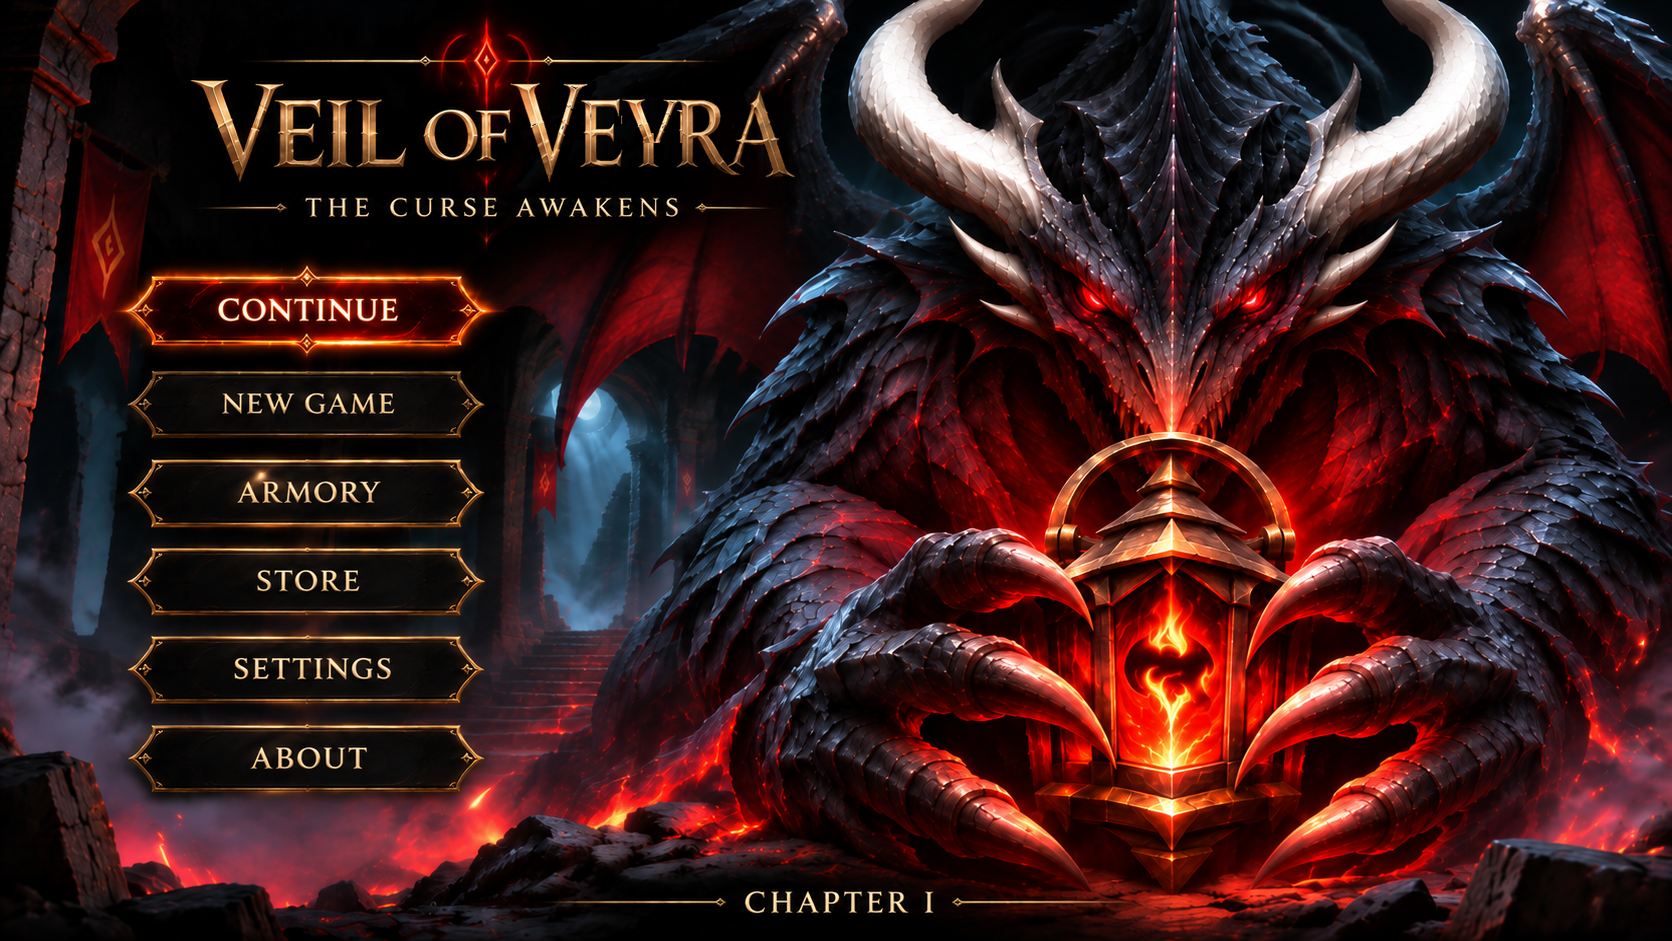 VEIL OF VEYRA
THE CURSE AWAKENS
CONTINUE
NEW GAME
ARMORY
STORE
SETTINGS
ABOUT
CHAPTER I